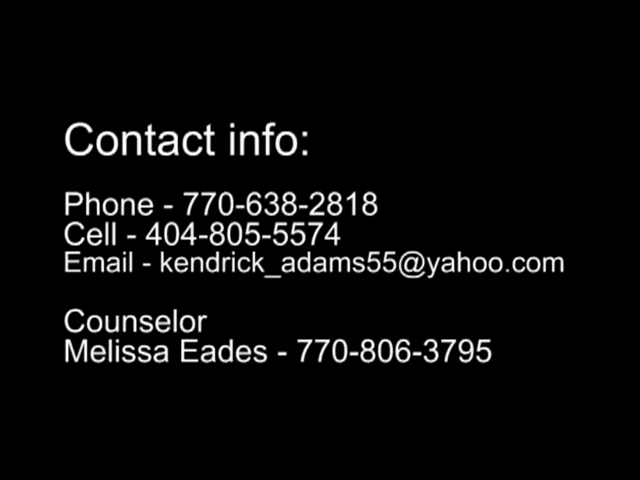 Contact info:
Phone - 770-638-2818
Cell - 404-805-5574
Email - kendrick_adams55@yahoo.com
Counselor
Melissa Eades - 770-806-3795